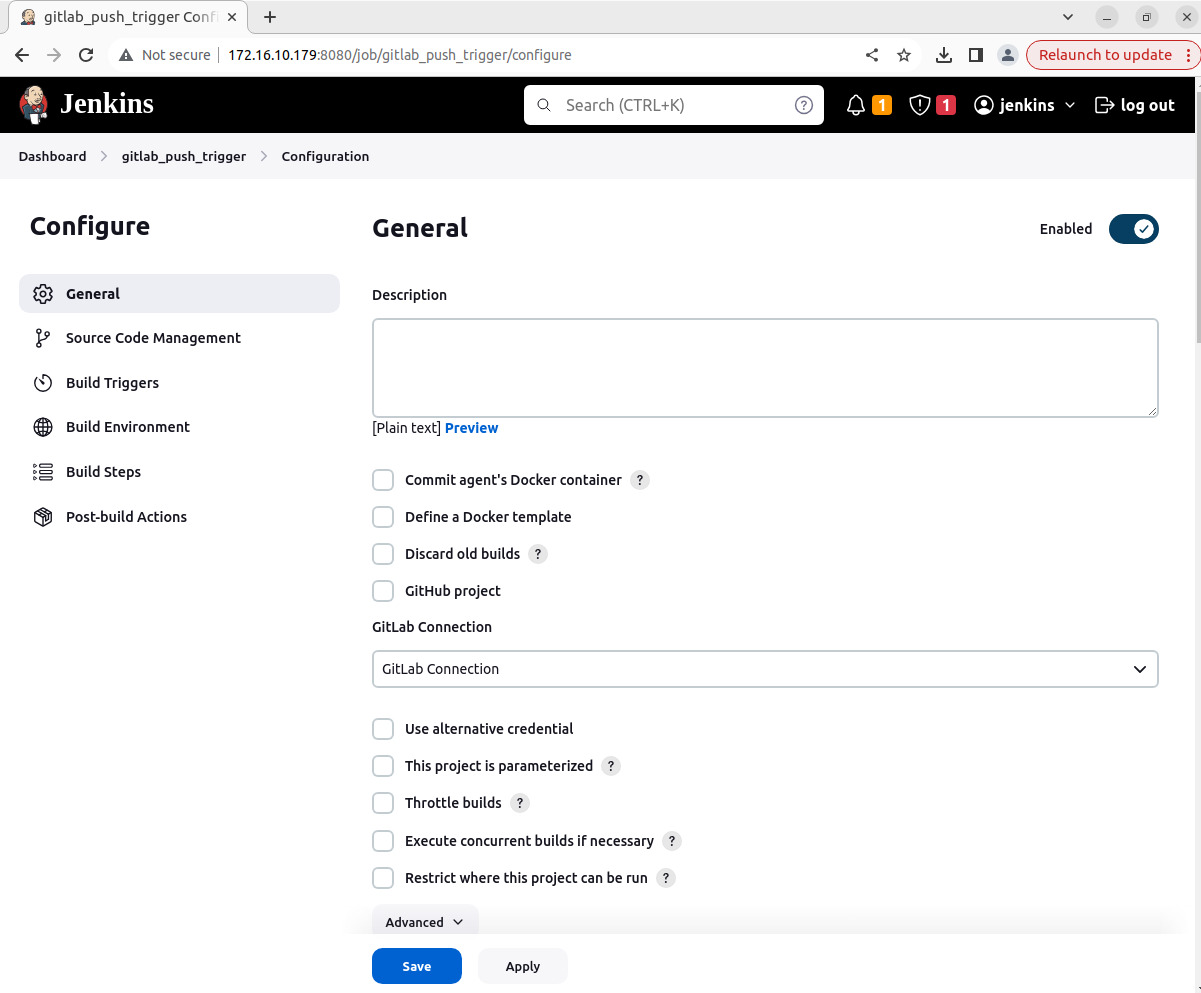 gitlab_push_trigger Conf
Not secure
172.16.10.179:8080/job/gitlab_push_trigger/configure
Relaunch to update
Jenkins
Search (CTRL+K)
?
1
1
jenkins
log out
Dashboard
gitlab_push_trigger
Configuration
Configure
General
Source Code Management
Build Triggers
Build Environment
Build Steps
Post-build Actions
General
Enabled
Description
[Plain text] Preview
Commit agent's Docker container ?
Define a Docker template
Discard old builds ?
GitHub project
GitLab Connection
GitLab Connection
Use alternative credential
This project is parameterized ?
Throttle builds ?
Execute concurrent builds if necessary ?
Restrict where this project can be run ?
Advanced
Save
Apply